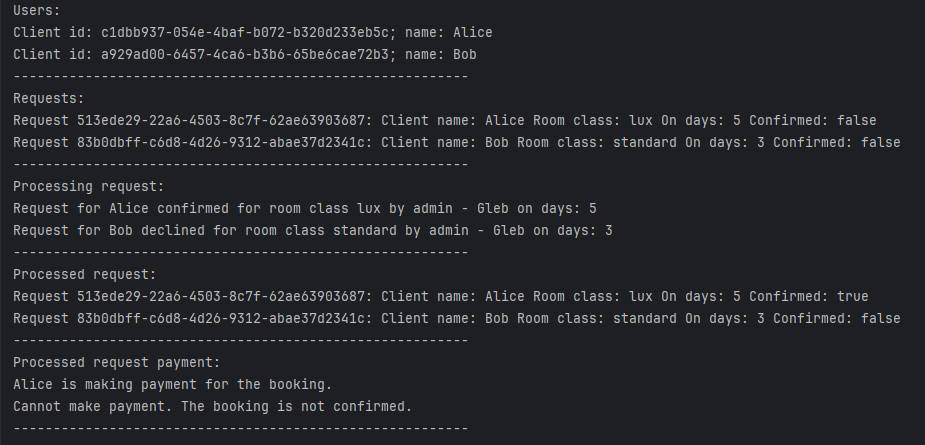 Users:
Client id: c1dbb937-054e-4baf-b072-b320d233eb5c; name: Alice
Client id: a929ad00-6457-4ca6-b3b6-65be6cae72b3; name: Bob
---------------------------------------------------------
Requests:
Request 513ede29-22a6-4503-8c7f-62ae63903687: Client name: Alice Room class: lux On days: 5 Confirmed: false
Request 83b0dbff-c6d8-4d26-9312-abae37d2341c: Client name: Bob Room class: standard On days: 3 Confirmed: false
---------------------------------------------------------
Processing request:
Request for Alice confirmed for room class lux by admin - Gleb on days: 5
Request for Bob declined for room class standard by admin - Gleb on days: 3
---------------------------------------------------------
Processed request:
Request 513ede29-22a6-4503-8c7f-62ae63903687: Client name: Alice Room class: lux On days: 5 Confirmed: true
Request 83b0dbff-c6d8-4d26-9312-abae37d2341c: Client name: Bob Room class: standard On days: 3 Confirmed: false
---------------------------------------------------------
Processed request payment:
Alice is making payment for the booking.
Cannot make payment. The booking is not confirmed.
---------------------------------------------------------